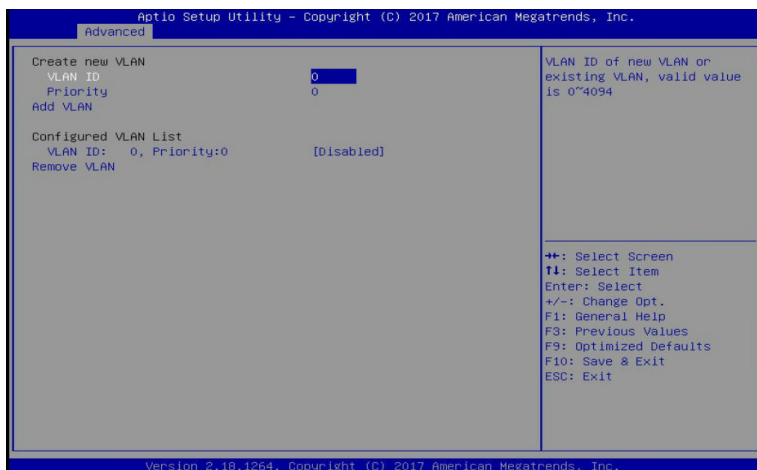 Aptio Setup Utility – Copyright (C) 2017 American Megatrends, Inc.
Advanced
Create new VLAN
VLAN ID 0
Priority 0
Add VLAN
Configured VLAN List
VLAN ID: 0, Priority:0 [Disabled]
Remove VLAN
VLAN ID of new VLAN or
existing VLAN, valid value
is 0~4094
→←: Select Screen
↑↓: Select Item
Enter: Select
+/-: Change Opt.
F1: General Help
F3: Previous Values
F9: Optimized Defaults
F10: Save & Exit
ESC: Exit
Version 2.18.1264. Copyright (C) 2017 American Megatrends, Inc.